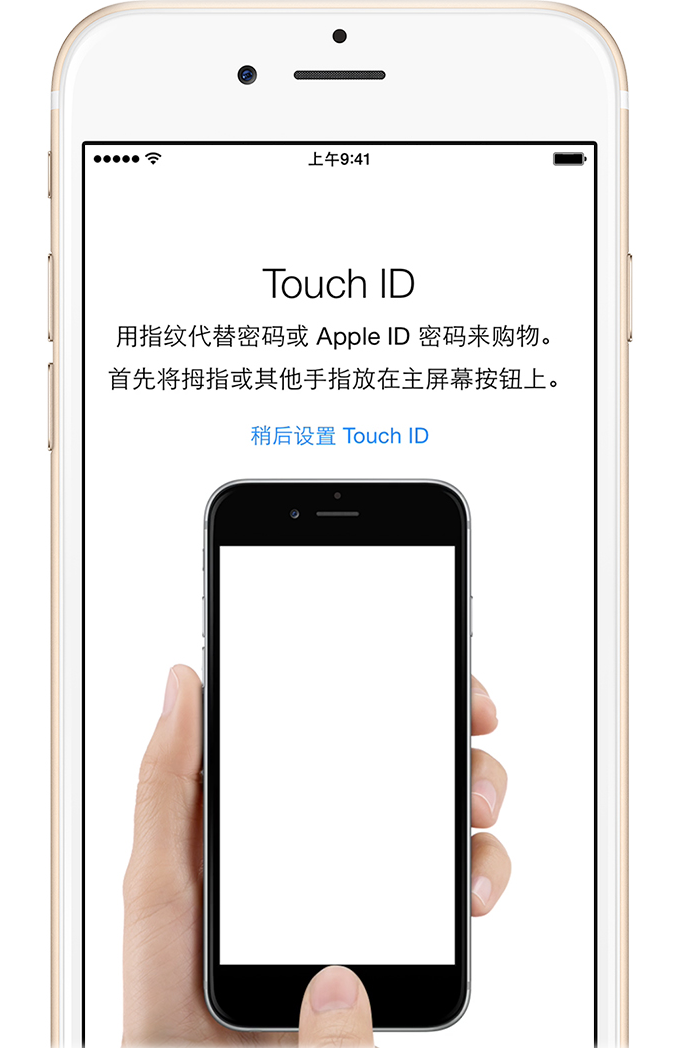 上午9:41
Touch ID
用指纹代替密码或 Apple ID 密码来购物。
首先将拇指或其他手指放在主屏幕按钮上。
稍后设置 Touch ID